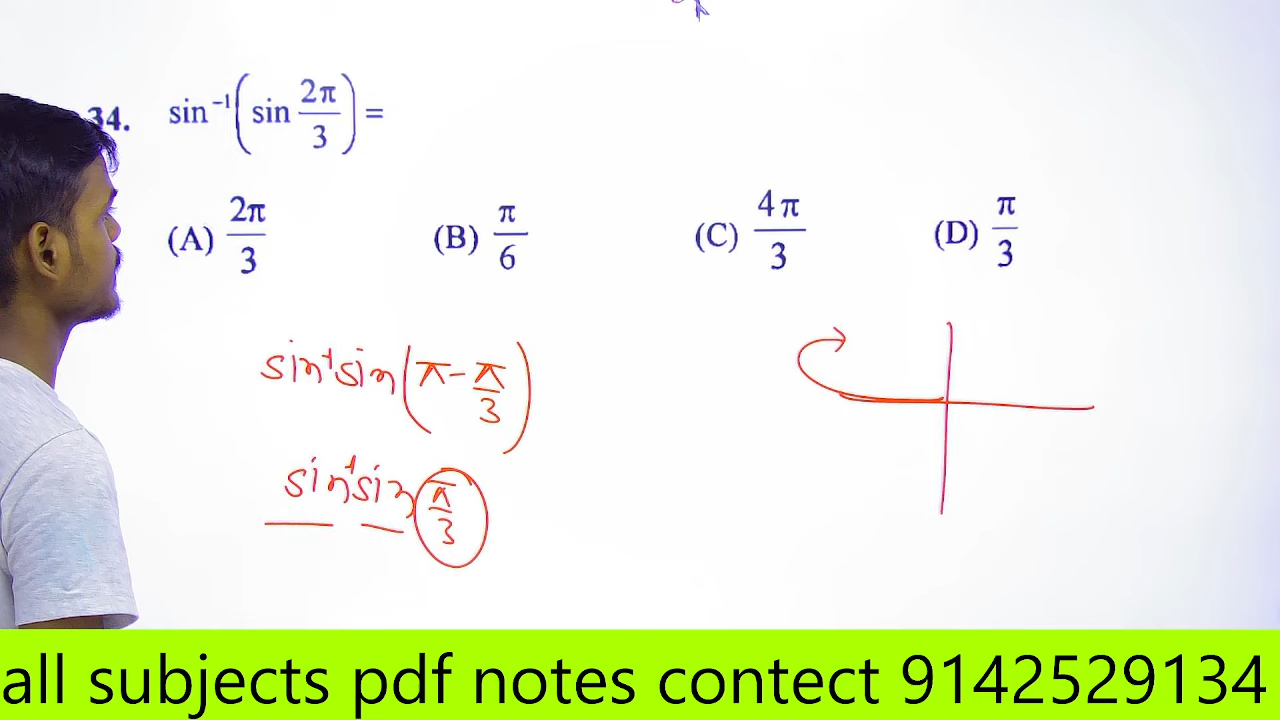 34. sin⁻¹(sin 2π/3) =
(A) 2π/3 (B) π/6 (C) 4π/3 (D) π/3
sin⁻¹sin(π-π/3)
sin⁻¹sin π/3
all subjects pdf notes contect 9142529134